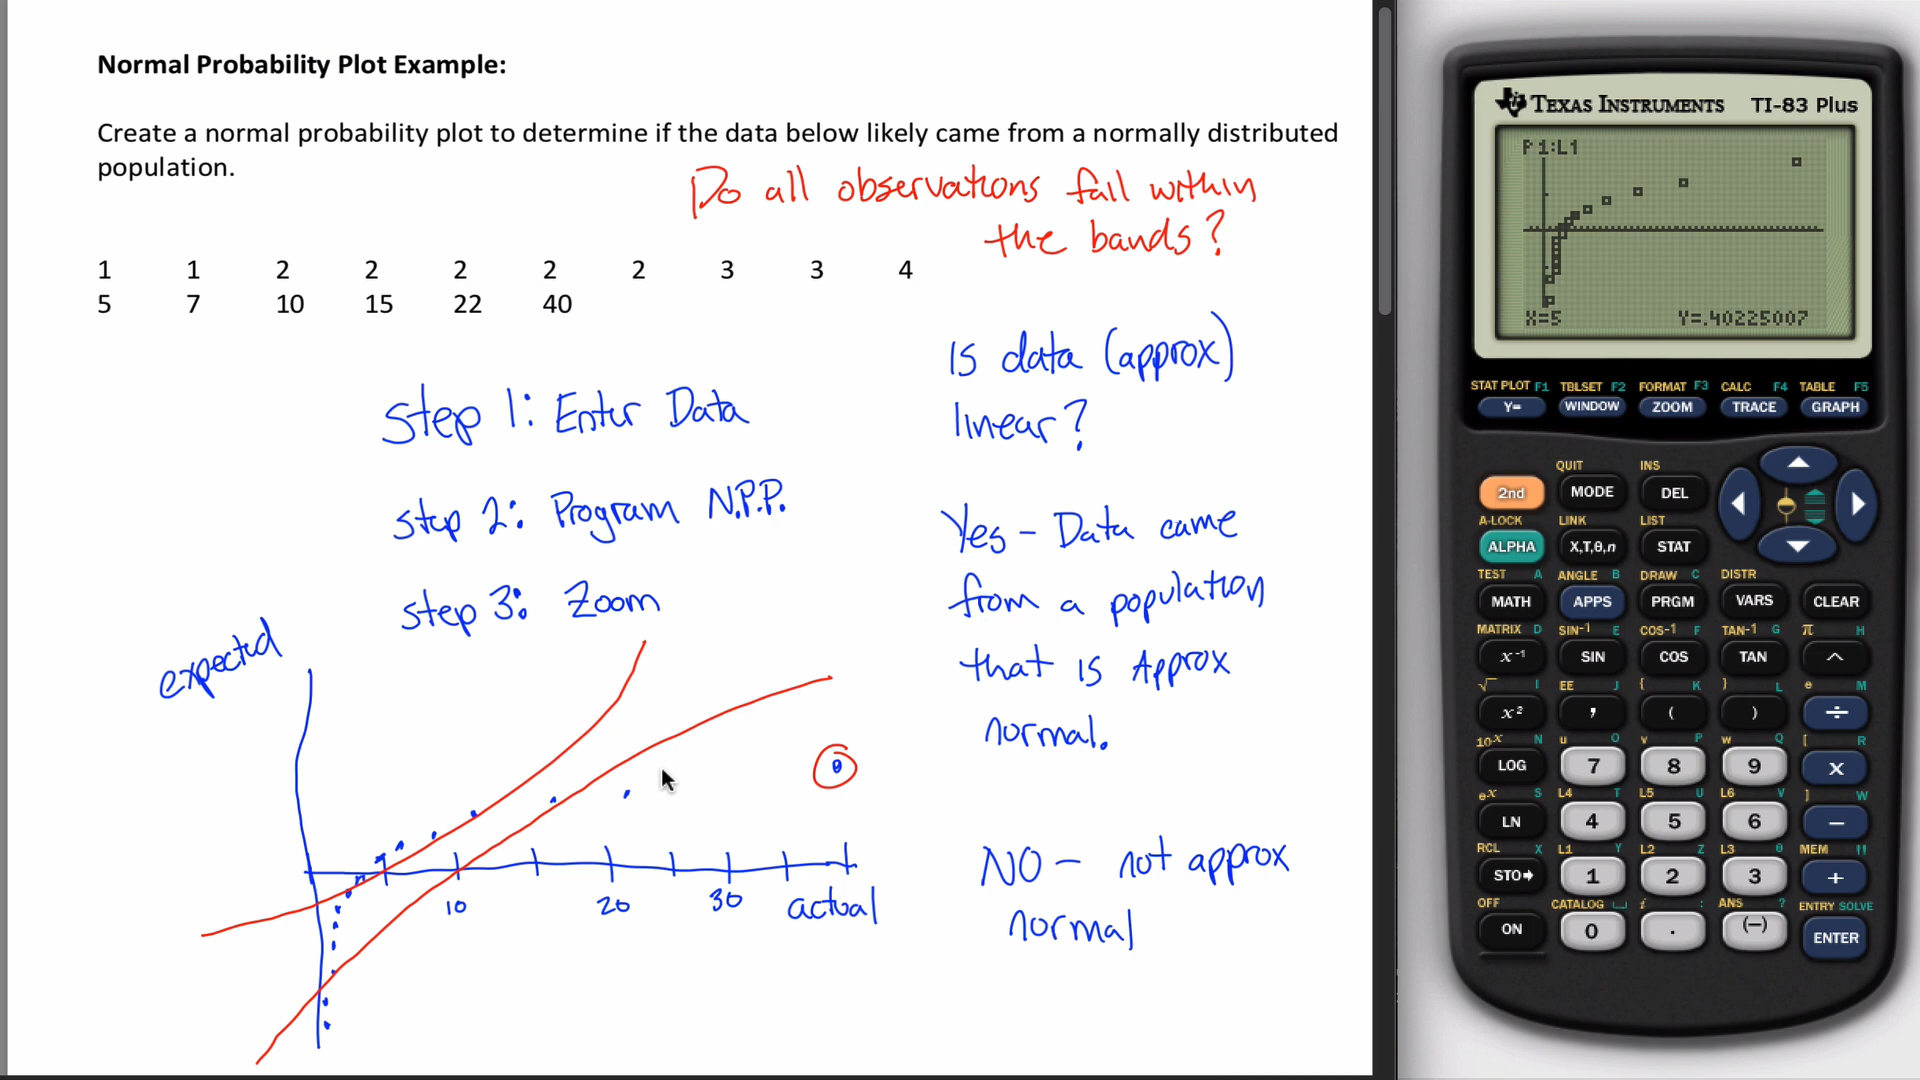 Normal Probability Plot Example:
Create a normal probability plot to determine if the data below likely came from a normally distributed
population.
Do all observations fall within
the bands?
1 1 2 2 2 2 2 3 3 4
5 7 10 15 22 40
Step 1: Enter Data
step 2: Program N.P.P.
step 3: Zoom
Is data (approx)
linear?
Yes - Data came
from a population
that is Approx
normal.
NO - not approx
normal
expected
10 20 30 actual
TEXAS INSTRUMENTS TI-83 Plus
P1:L1
X=5 Y=.40225007
STAT PLOT F1 TBLSET F2 FORMAT F3 CALC F4 TABLE F5
Y= WINDOW ZOOM TRACE GRAPH
QUIT INS
2nd MODE DEL
A-LOCK LINK LIST
ALPHA X,T,θ,n STAT
TEST A ANGLE B DRAW C DISTR
MATH APPS PRGM VARS CLEAR
MATRIX D SIN⁻¹ E COS⁻¹ F TAN⁻¹ G π H
x⁻¹ SIN COS TAN ^
√ I EE J { K } L e M
x² , ( ) ÷
10ˣ N u O v P w Q [ R
LOG 7 8 9 x
eˣ S L4 T L5 U L6 V ] W
LN 4 5 6 −
RCL X L1 Y L2 Z L3 θ MEM "
STO➔ 1 2 3 +
OFF CATALOG ⎵ i : ANS ? ENTRY SOLVE
ON 0 . (−) ENTER